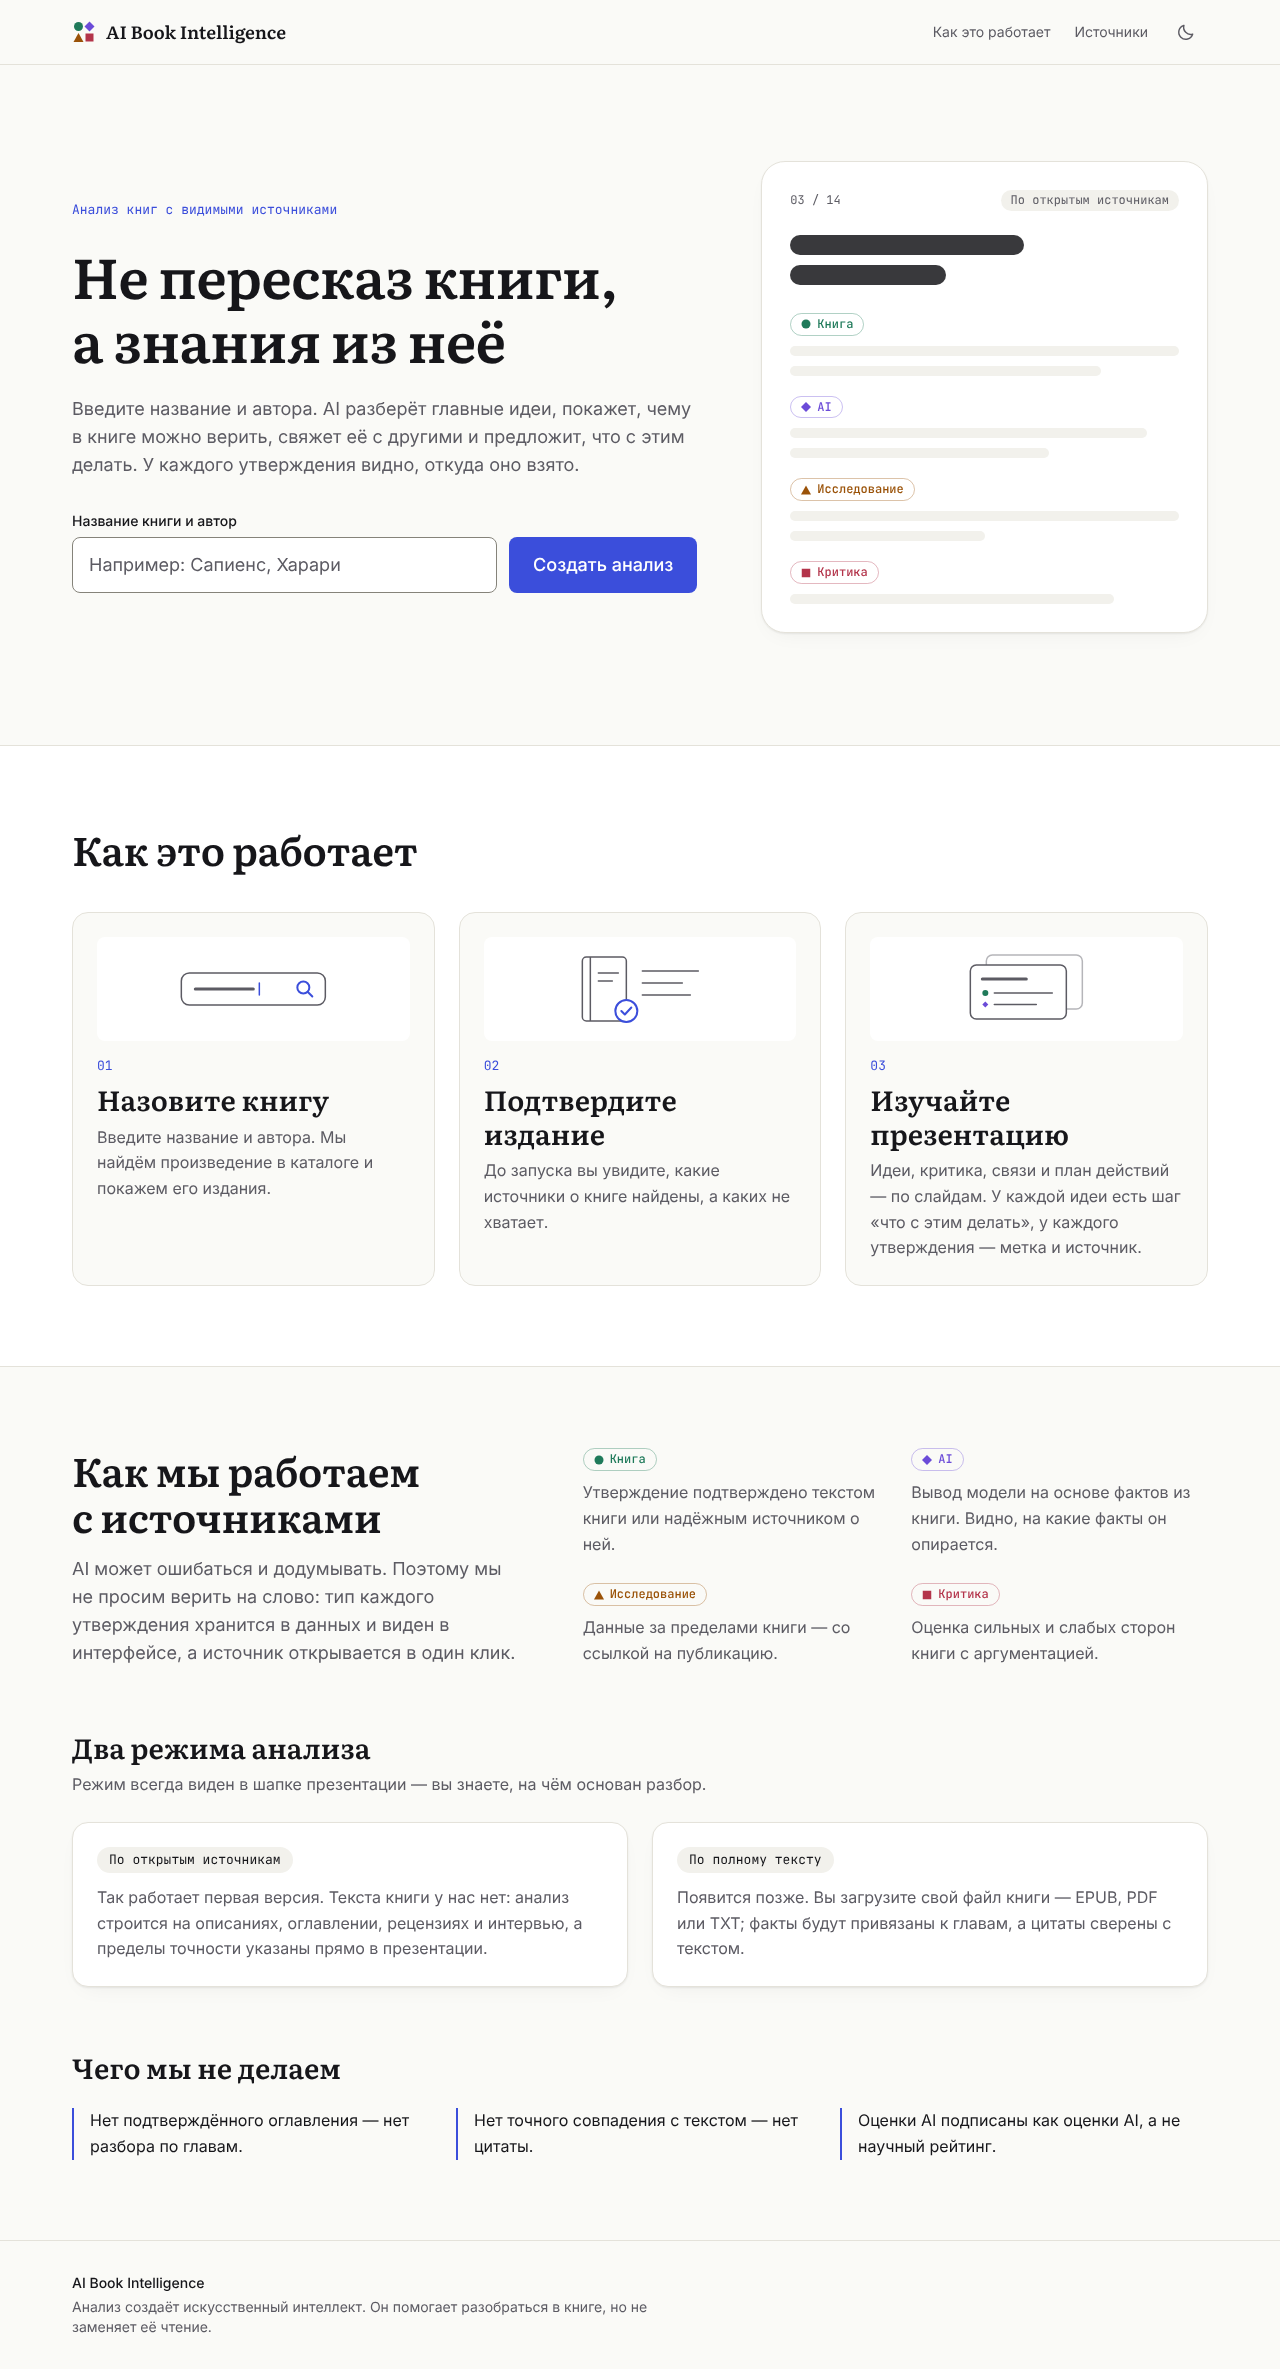 AI Book Intelligence
Как это работает
Источники
Анализ книг с видимыми источниками
Не пересказ книги,
а знания из неё
Введите название и автора. AI разберёт главные идеи, покажет, чему
в книге можно верить, свяжет её с другими и предложит, что с этим
делать. У каждого утверждения видно, откуда оно взято.
Название книги и автор
Например: Сапиенс, Харари
Создать анализ
03 / 14
По открытым источникам
Книга
AI
Исследование
Критика
Как это работает
01
Назовите книгу
Введите название и автора. Мы
найдём произведение в каталоге и
покажем его издания.
02
Подтвердите
издание
До запуска вы увидите, какие
источники о книге найдены, а каких не
хватает.
03
Изучайте
презентацию
Идеи, критика, связи и план действий
— по слайдам. У каждой идеи есть шаг
«что с этим делать», у каждого
утверждения — метка и источник.
Как мы работаем
с источниками
AI может ошибаться и додумывать. Поэтому мы
не просим верить на слово: тип каждого
утверждения хранится в данных и виден в
интерфейсе, а источник открывается в один клик.
Книга
Утверждение подтверждено текстом
книги или надёжным источником о
ней.
AI
Вывод модели на основе фактов из
книги. Видно, на какие факты он
опирается.
Исследование
Данные за пределами книги — со
ссылкой на публикацию.
Критика
Оценка сильных и слабых сторон
книги с аргументацией.
Два режима анализа
Режим всегда виден в шапке презентации — вы знаете, на чём основан разбор.
По открытым источникам
Так работает первая версия. Текста книги у нас нет: анализ
строится на описаниях, оглавлении, рецензиях и интервью, а
пределы точности указаны прямо в презентации.
По полному тексту
Появится позже. Вы загрузите свой файл книги — EPUB, PDF
или TXT; факты будут привязаны к главам, а цитаты сверены с
текстом.
Чего мы не делаем
Нет подтверждённого оглавления — нет
разбора по главам.
Нет точного совпадения с текстом — нет
цитаты.
Оценки AI подписаны как оценки AI, а не
научный рейтинг.
AI Book Intelligence
Анализ создаёт искусственный интеллект. Он помогает разобраться в книге, но не
заменяет её чтение.